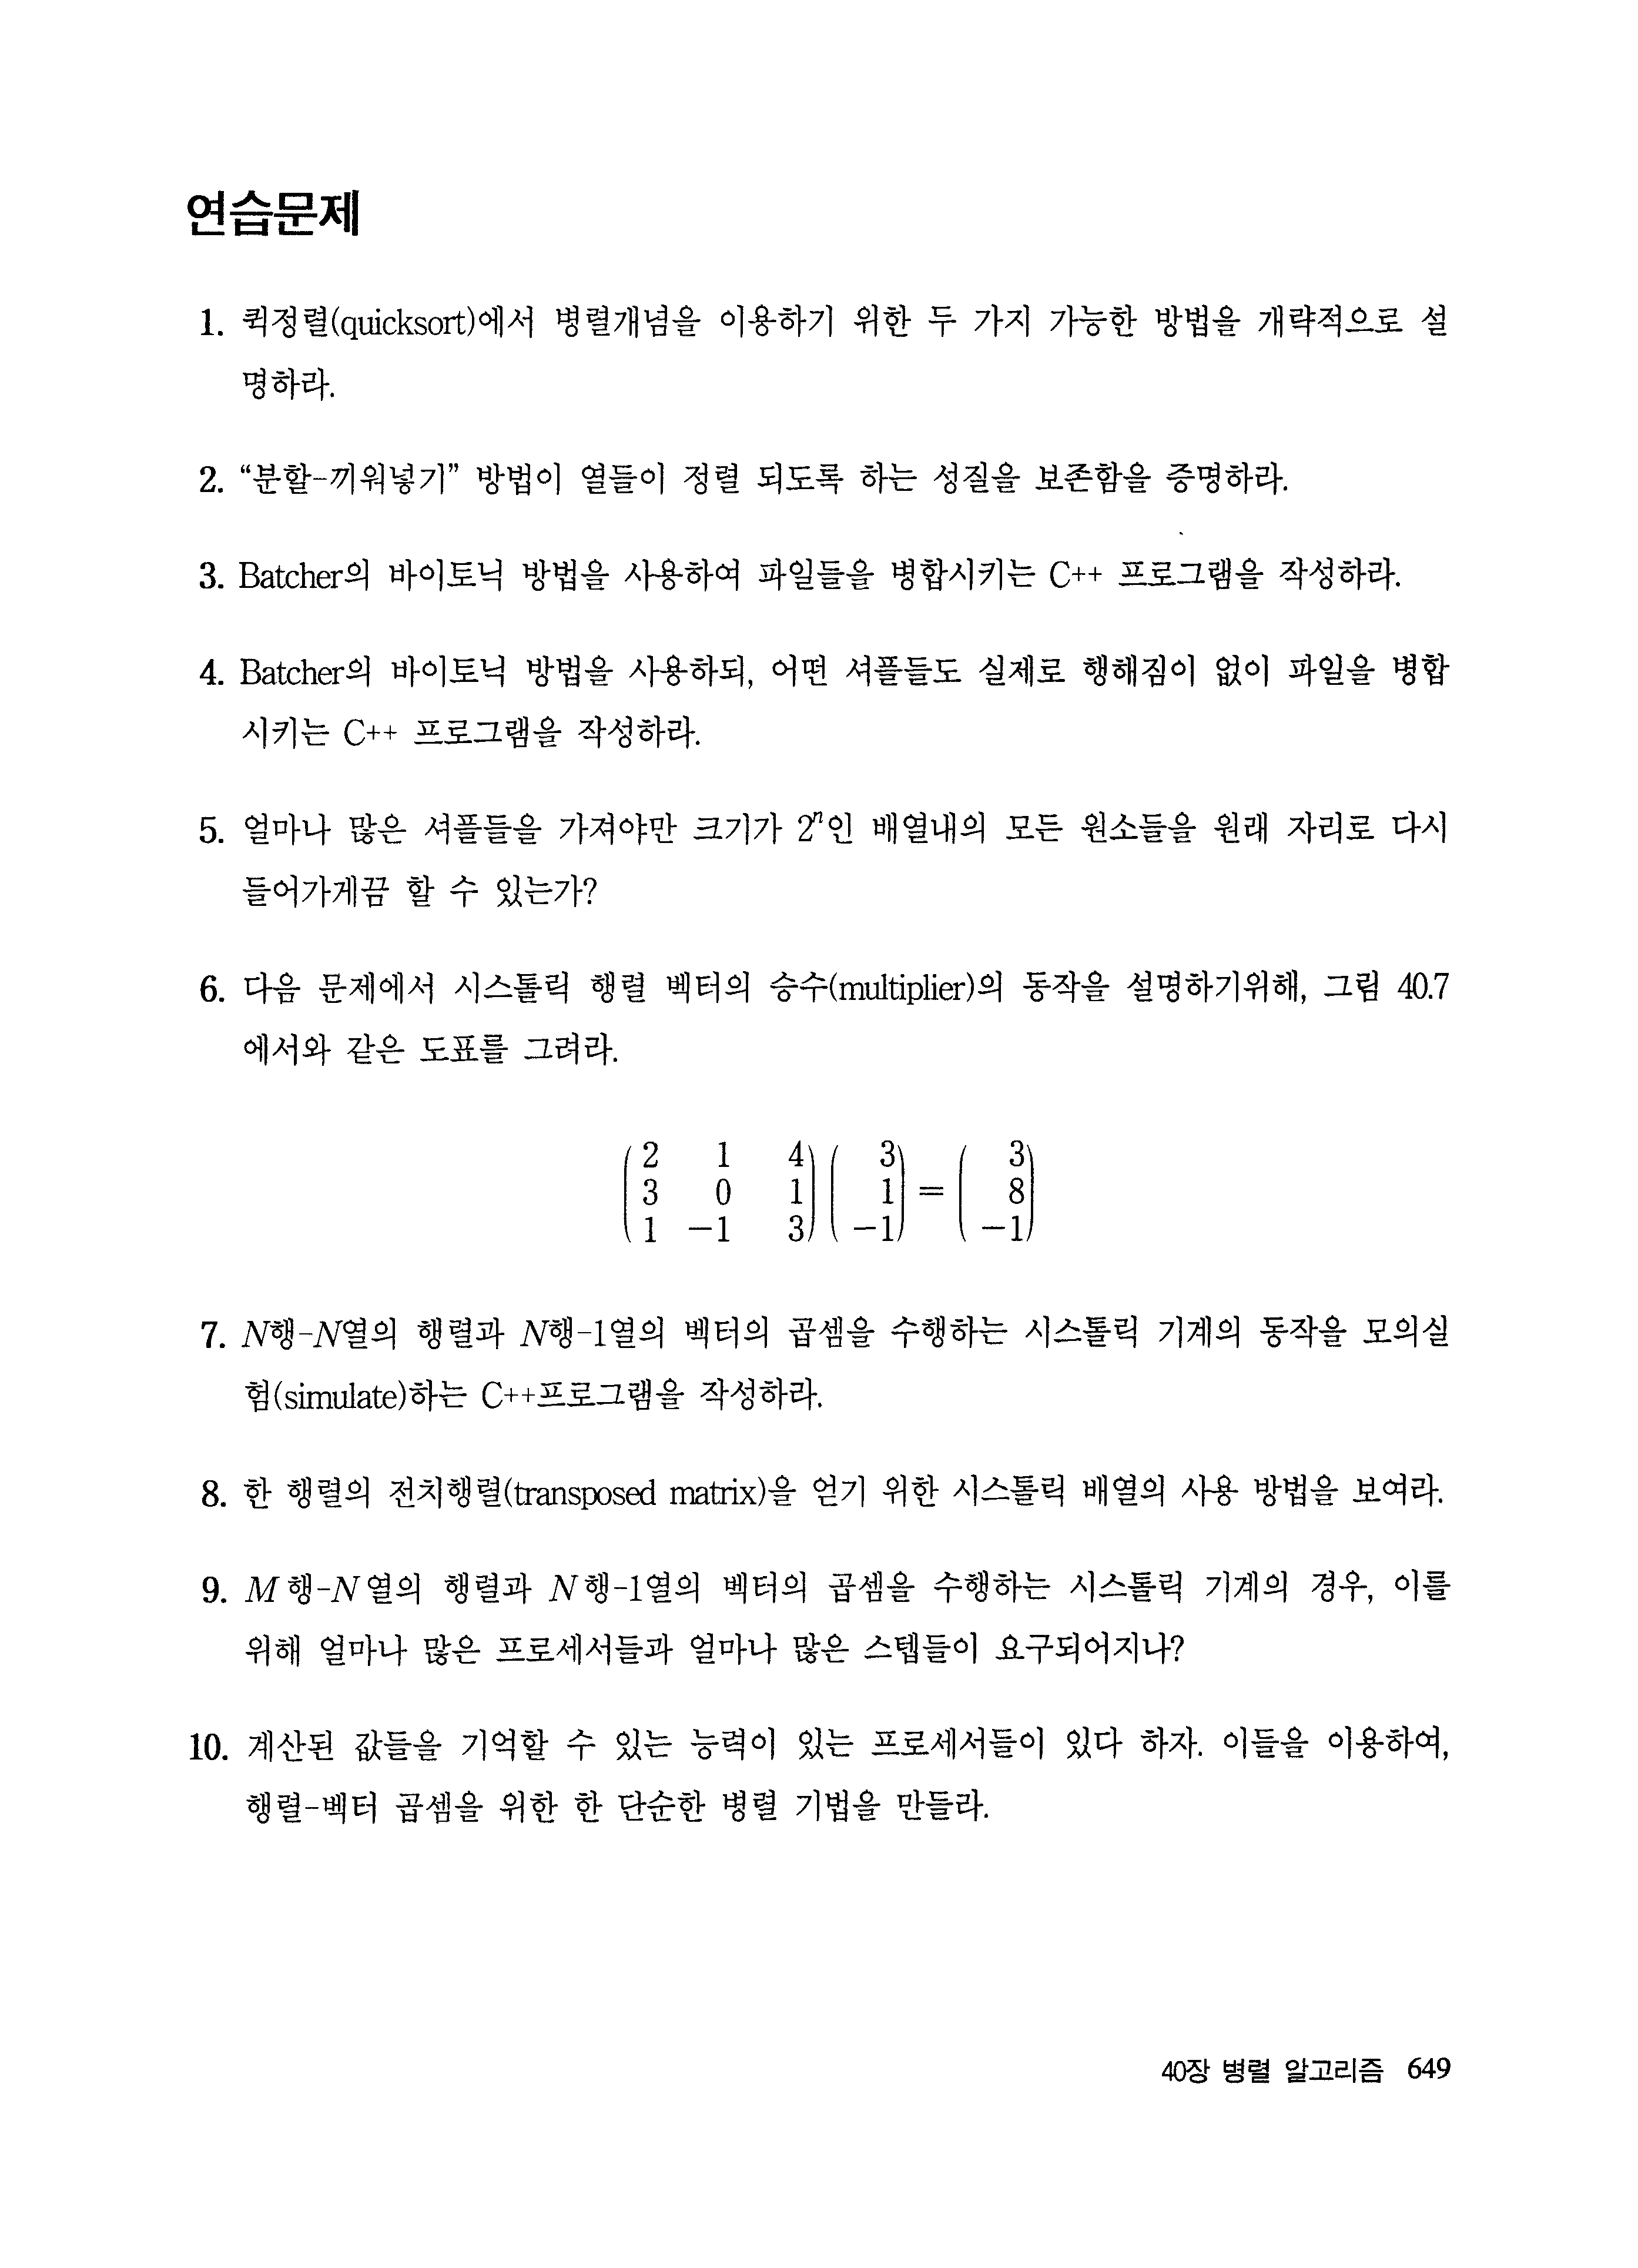 연습문제
1. 퀵정렬(quicksort)에서 병렬개념을 이용하기 위한 두 가지 가능한 방법을 개략적으로 설
명하라.
2. “분할-끼워넣기” 방법이 열들이 정렬 되도록 하는 성질을 보존함을 증명하라.
3. Batcher의 바이토닉 방법을 사용하여 파일들을 병합시키는 C++ 프로그램을 작성하라.
4. Batcher의 바이토닉 방법을 사용하되, 어떤 셔플들도 실제로 행해짐이 없이 파일을 병합
시키는 C++ 프로그램을 작성하라.
5. 얼마나 많은 셔플들을 가져야만 크기가 2ⁿ인 배열내의 모든 원소들을 원래 자리로 다시
들어가게끔 할 수 있는가?
6. 다음 문제에서 시스톨릭 행렬 벡터의 승수(multiplier)의 동작을 설명하기위해, 그림 40.7
에서와 같은 도표를 그려라.
( 2 1 4 ) ( 3 ) ( 3 )
3 0 1 1 = 8
1 −1 3 −1 −1
7. N행-N열의 행렬과 N행-1열의 벡터의 곱셈을 수행하는 시스톨릭 기계의 동작을 모의실
험(simulate)하는 C++프로그램을 작성하라.
8. 한 행렬의 전치행렬(transposed matrix)을 얻기 위한 시스톨릭 배열의 사용 방법을 보여라.
9. M행-N열의 행렬과 N행-1열의 벡터의 곱셈을 수행하는 시스톨릭 기계의 경우, 이를
위해 얼마나 많은 프로세서들과 얼마나 많은 스텝들이 요구되어지나?
10. 계산된 값들을 기억할 수 있는 능력이 있는 프로세서들이 있다 하자. 이들을 이용하여,
행렬-벡터 곱셈을 위한 한 단순한 병렬 기법을 만들라.
40장 병렬 알고리즘 649